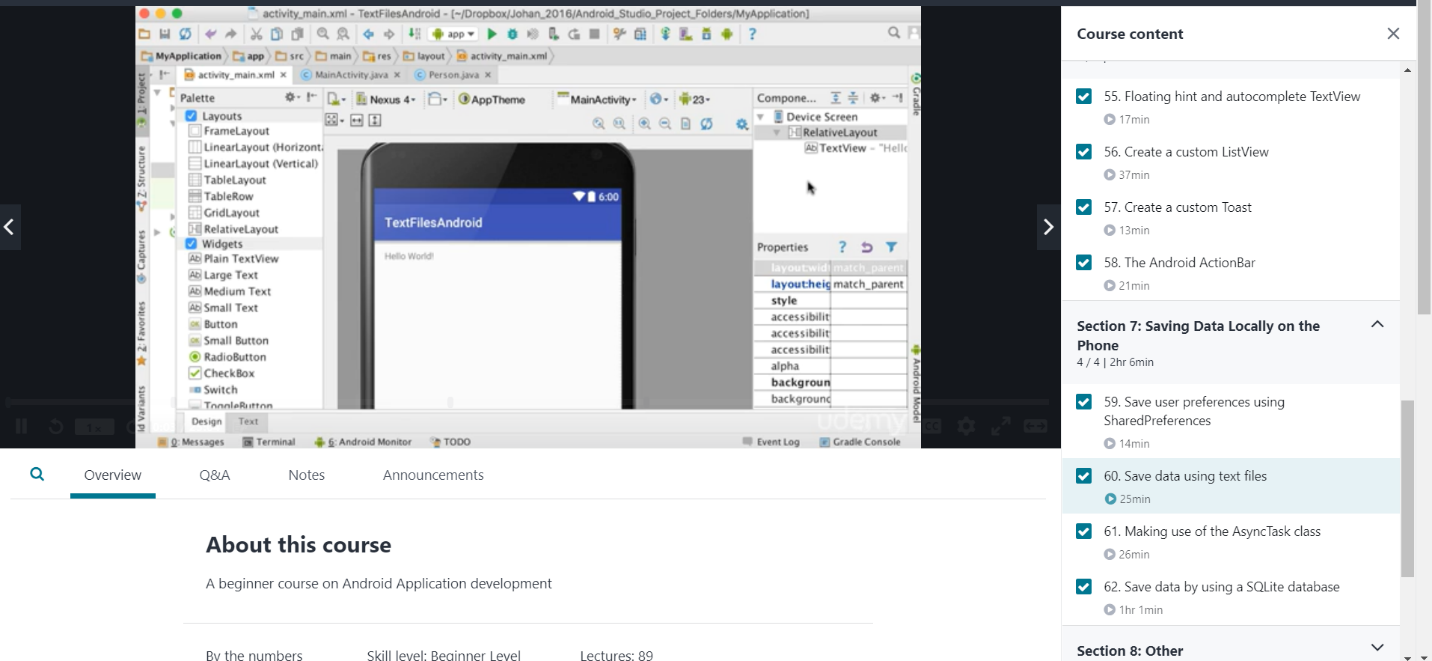 activity_main.xml - TextFilesAndroid - [~/Dropbox/Johan_2016/Android_Studio_Project_Folders/MyApplication]
app
MyApplication app src main res layout activity_main.xml
activity_main.xml MainActivity.java Person.java
1: Project
Z: Structure
Captures
2: Favorites
Palette
Layouts
FrameLayout
LinearLayout (Horizont
LinearLayout (Vertical)
TableLayout
TableRow
GridLayout
RelativeLayout
Widgets
Plain TextView
Large Text
Medium Text
Small Text
Button
Small Button
RadioButton
CheckBox
Switch
ToggleButton
Design Text
Nexus 4 AppTheme MainActivity 23
6:00
TextFilesAndroid
Hello World!
Compone...
Device Screen
RelativeLayout
TextView - "Hello
Properties
layout:wid match_parent
layout:heig match_parent
style
accessibilit
accessibilit
accessibilit
alpha
backgroun
background
Gradle
Android Model
udemy
1x
0: Messages Terminal 6: Android Monitor TODO Event Log Gradle Console
Overview Q&A Notes Announcements
About this course
A beginner course on Android Application development
By the numbers Skill level: Beginner Level Lectures: 89
Course content
55. Floating hint and autocomplete TextView
17min
56. Create a custom ListView
37min
57. Create a custom Toast
13min
58. The Android ActionBar
21min
Section 7: Saving Data Locally on the
Phone
4 / 4 | 2hr 6min
59. Save user preferences using
SharedPreferences
14min
60. Save data using text files
25min
61. Making use of the AsyncTask class
26min
62. Save data by using a SQLite database
1hr 1min
Section 8: Other